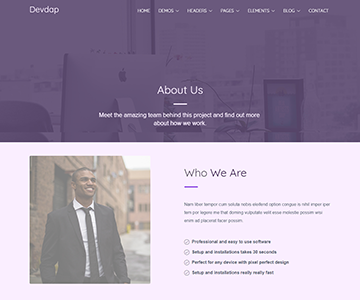 Devdap
HOME DEMOS HEADERS PAGES ELEMENTS BLOG CONTACT
About Us
Meet the amazing team behind this project and find out more
about how we work.
Who We Are
Nam liber tempor cum soluta nobis eleifend option congue is nihil imper iper
tem por legere me that doming vulputate velit esse molestie possim wisi
enim ad placerat facer possim.
Professional and easy to use software
Setup and installations takes 30 seconds
Perfect for any device with pixel perfect design
Setup and installations really really fast